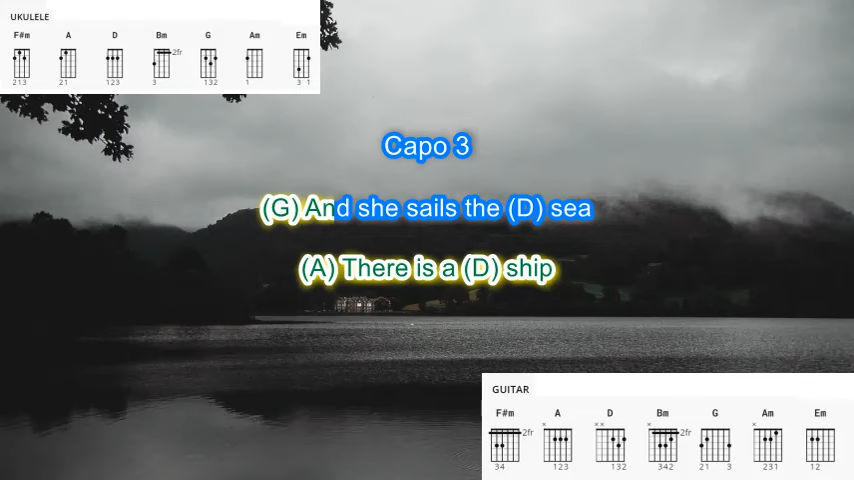 UKULELE
F#m A D Bm G Am Em
2fr
213 21 123 3 132 1 3 1
Capo 3
(G) And she sails the (D) sea
(A) There is a (D) ship
GUITAR
F#m A D Bm G Am Em
× ×× × ×
2fr 2fr
34 123 132 342 21 3 231 12